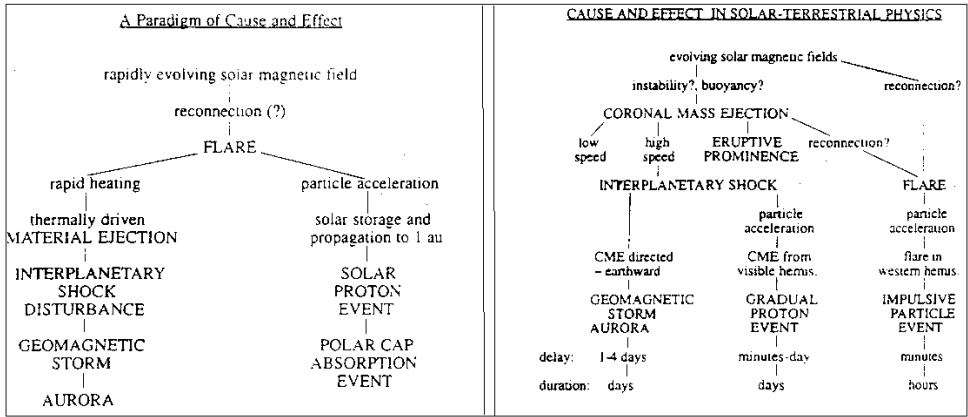 A Paradigm of Cause and Effect
rapidly evolving solar magnetic field
reconnection (?)
FLARE
rapid heating
particle acceleration
thermally driven
MATERIAL EJECTION
solar storage and
propagation to 1 au
INTERPLANETARY
SHOCK
DISTURBANCE
SOLAR
PROTON
EVENT
GEOMAGNETIC
STORM
POLAR CAP
ABSORPTION
EVENT
AURORA
CAUSE AND EFFECT IN SOLAR-TERRESTRIAL PHYSICS
evolving solar magnetic fields
instability?, buoyancy?
reconnection?
CORONAL MASS EJECTION
low
speed
high
speed
ERUPTIVE
PROMINENCE
reconnection?
INTERPLANETARY SHOCK
FLARE
particle
acceleration
particle
acceleration
CME directed
– earthward
CME from
visible hemis.
flare in
western hemis.
GEOMAGNETIC
STORM
AURORA
GRADUAL
PROTON
EVENT
IMPULSIVE
PARTICLE
EVENT
delay: 1-4 days minutes-day minutes
duration: days days hours